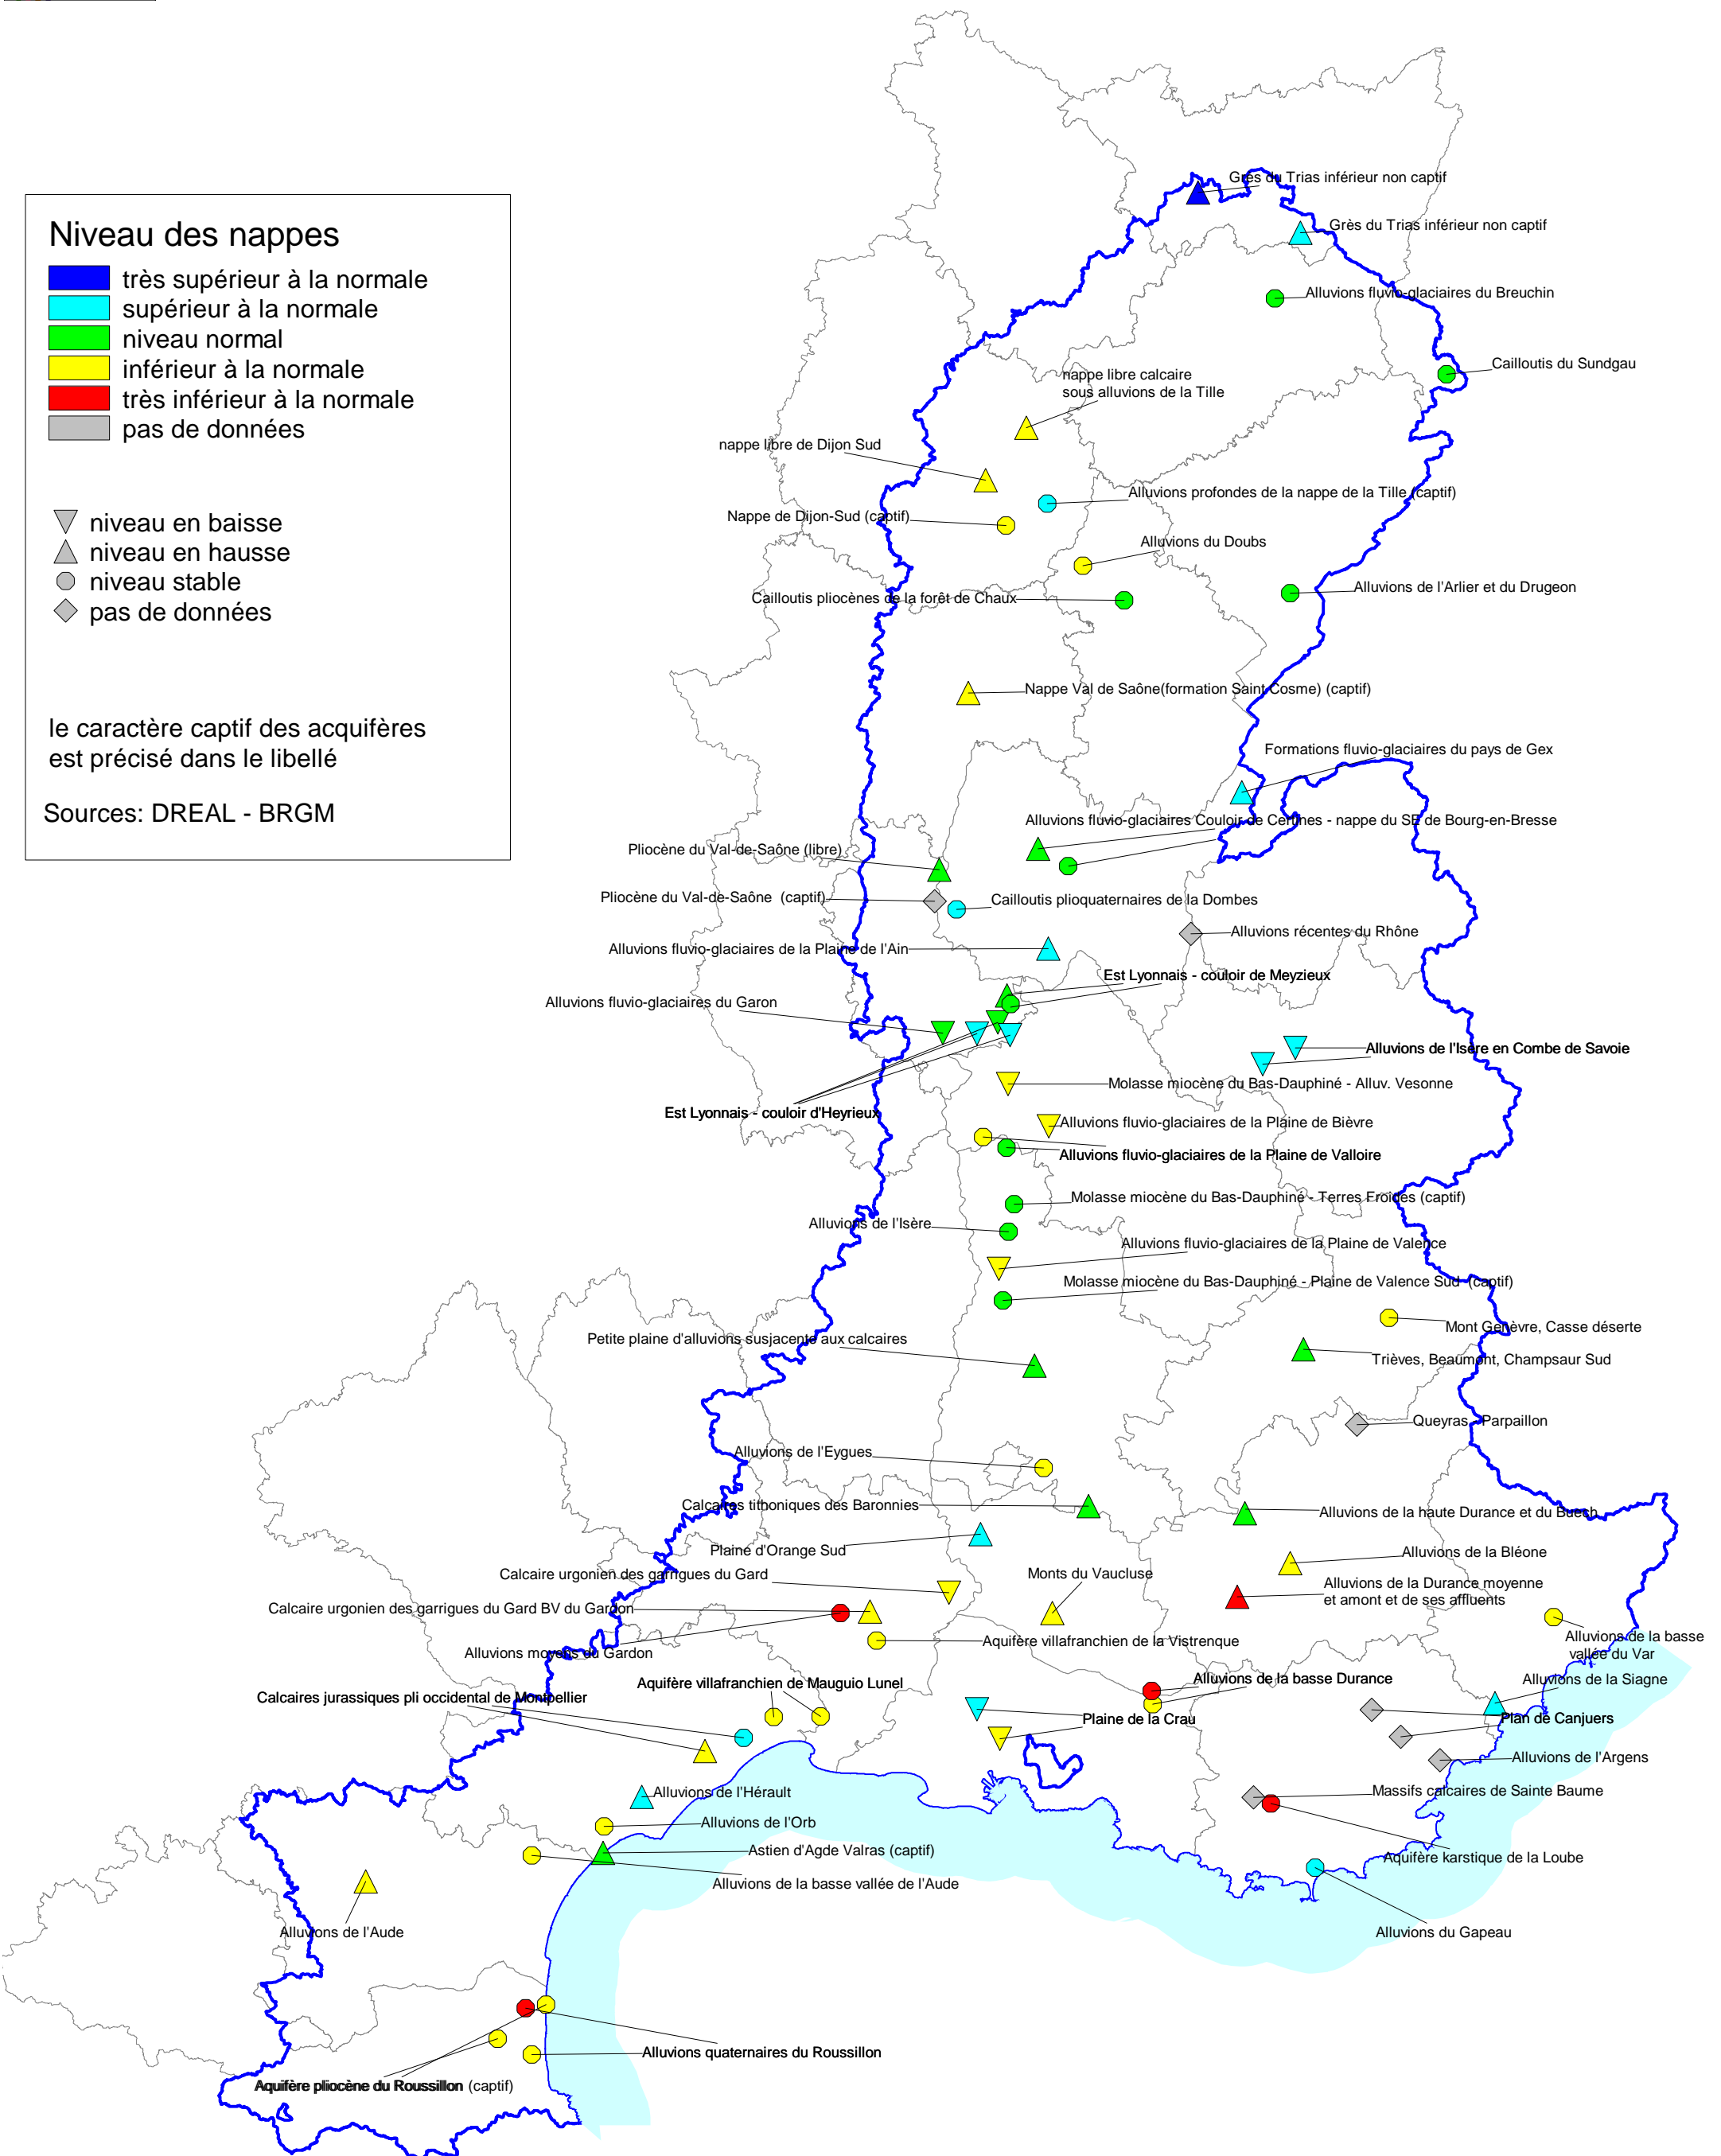 Niveau des nappes
très supérieur à la normale
supérieur à la normale
niveau normal
inférieur à la normale
très inférieur à la normale
pas de données
niveau en baisse
niveau en hausse
niveau stable
pas de données
le caractère captif des acquifères
est précisé dans le libellé
Sources: DREAL - BRGM
Grès du Trias inférieur non captif
Grès du Trias inférieur non captif
Alluvions fluvio-glaciaires du Breuchin
Cailloutis du Sundgau
nappe libre calcaire
sous alluvions de la Tille
nappe libre de Dijon Sud
Alluvions profondes de la nappe de la Tille (captif)
Nappe de Dijon-Sud (captif)
Alluvions du Doubs
Cailloutis pliocènes de la forêt de Chaux
Alluvions de l'Arlier et du Drugeon
Nappe Val de Saône(formation Saint Cosme) (captif)
Formations fluvio-glaciaires du pays de Gex
Alluvions fluvio-glaciaires Couloir de Certines - nappe du SE de Bourg-en-Bresse
Pliocène du Val-de-Saône (libre)
Pliocène du Val-de-Saône (captif)
Cailloutis plioquaternaires de la Dombes
Alluvions récentes du Rhône
Alluvions fluvio-glaciaires de la Plaine de l'Ain
Est Lyonnais - couloir de Meyzieux
Alluvions fluvio-glaciaires du Garon
Alluvions de l'Isère en Combe de Savoie
Molasse miocène du Bas-Dauphiné - Alluv. Vesonne
Est Lyonnais - couloir d'Heyrieux
Alluvions fluvio-glaciaires de la Plaine de Bièvre
Alluvions fluvio-glaciaires de la Plaine de Valloire
Molasse miocène du Bas-Dauphiné - Terres Froides (captif)
Alluvions de l'Isère
Alluvions fluvio-glaciaires de la Plaine de Valence
Molasse miocène du Bas-Dauphiné - Plaine de Valence Sud (captif)
Mont Genèvre, Casse déserte
Petite plaine d'alluvions susjacente aux calcaires
Trièves, Beaumont, Champsaur Sud
Queyras - Parpaillon
Alluvions de l'Eygues
Calcaires tithoniques des Baronnies
Alluvions de la haute Durance et du Buech
Plaine d'Orange Sud
Alluvions de la Bléone
Calcaire urgonien des garrigues du Gard
Monts du Vaucluse
Alluvions de la Durance moyenne
et amont et de ses affluents
Calcaire urgonien des garrigues du Gard BV du Gardon
Alluvions de la basse
vallée du Var
Aquifère villafranchien de la Vistrenque
Alluvions moyens du Gardon
Alluvions de la basse Durance
Alluvions de la Siagne
Aquifère villafranchien de Mauguio Lunel
Calcaires jurassiques pli occidental de Montpellier
Plaine de la Crau
Plan de Canjuers
Alluvions de l'Argens
Massifs calcaires de Sainte Baume
Alluvions de l'Hérault
Alluvions de l'Orb
Astien d'Agde Valras (captif)
Aquifère karstique de la Loube
Alluvions de la basse vallée de l'Aude
Alluvions de l'Aude
Alluvions du Gapeau
Alluvions quaternaires du Roussillon
Aquifère pliocène du Roussillon (captif)